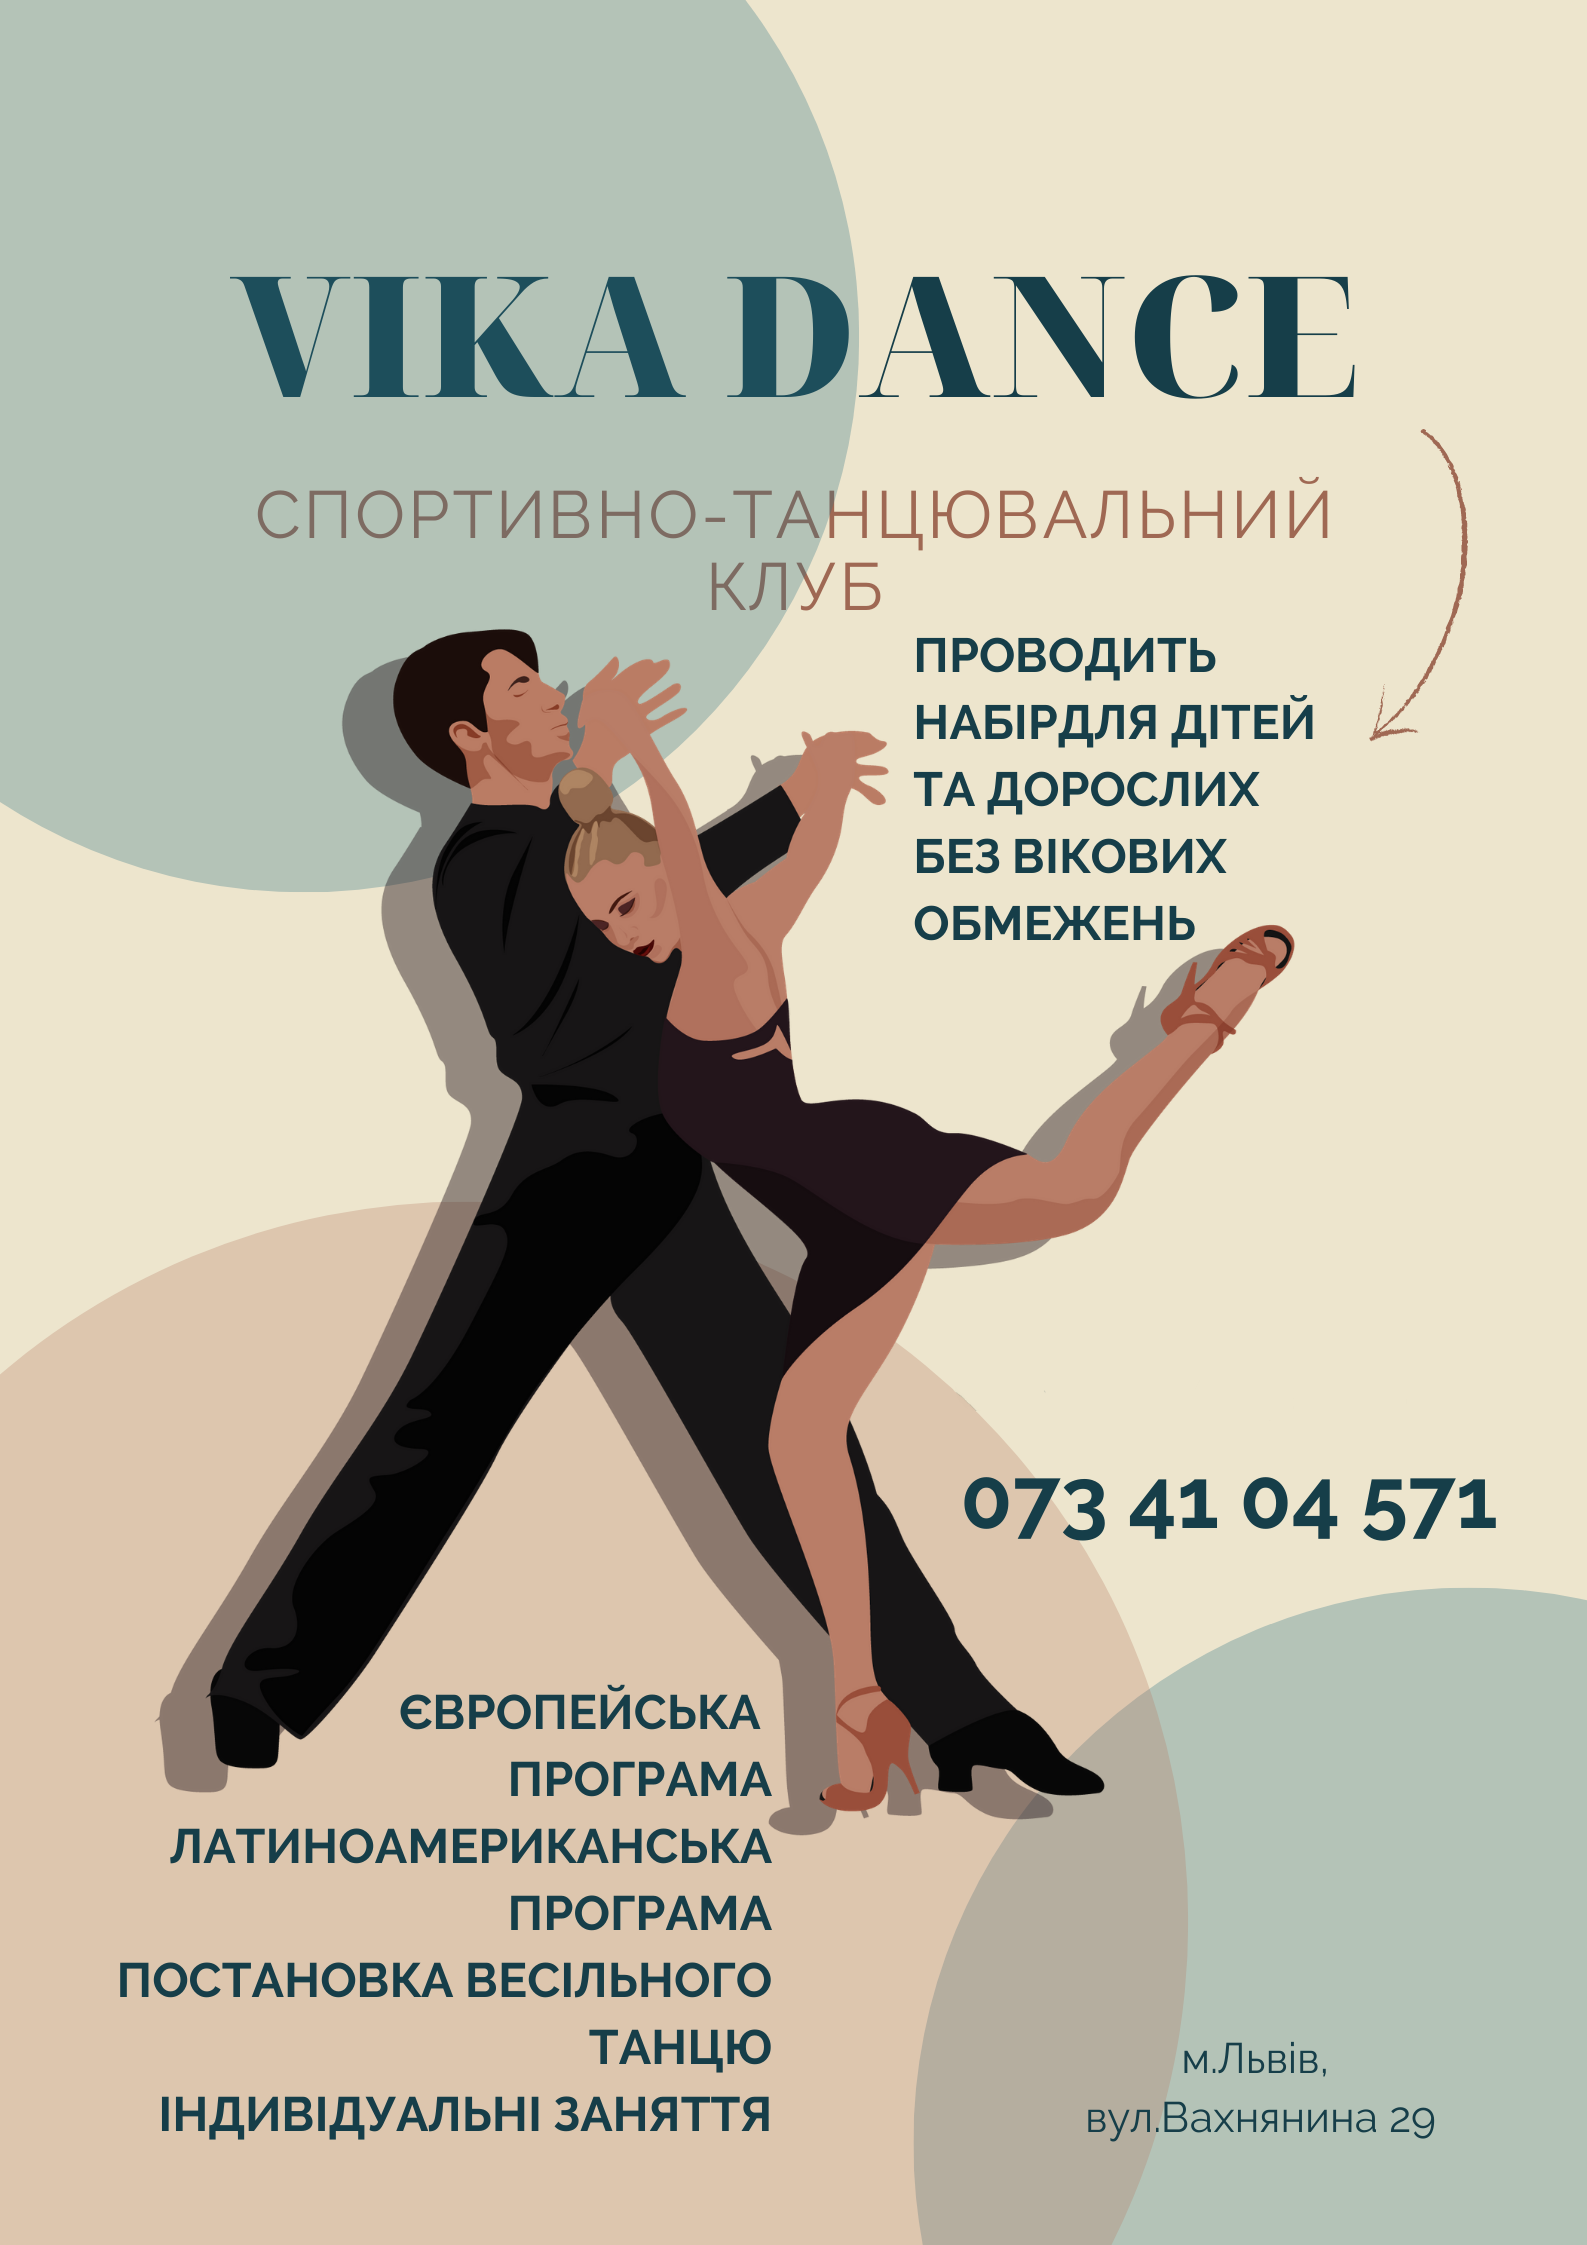 VIKA DANCE
СПОРТИВНО-ТАНЦЮВАЛЬНИЙ
КЛУБ
ПРОВОДИТЬ
НАБІРДЛЯ ДІТЕЙ
ТА ДОРОСЛИХ
БЕЗ ВІКОВИХ
ОБМЕЖЕНЬ
073 41 04 571
ЄВРОПЕЙСЬКА
ПРОГРАМА
ЛАТИНОАМЕРИКАНСЬКА
ПРОГРАМА
ПОСТАНОВКА ВЕСІЛЬНОГО
ТАНЦЮ
ІНДИВІДУАЛЬНІ ЗАНЯТТЯ
м.Львів,
вул.Вахнянина 29